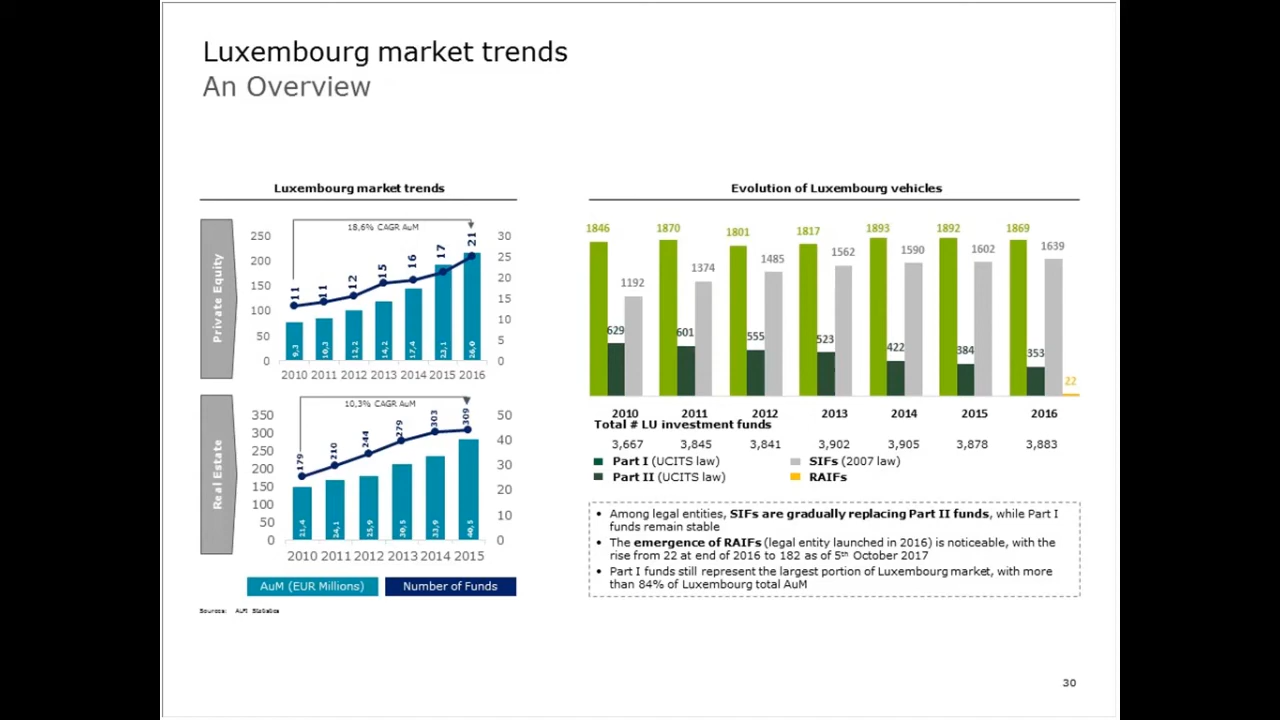 Luxembourg market trends
An Overview
Luxembourg market trends
Private Equity
18,6% CAGR AuM
250
200
150
100
50
0
30
25
20
15
10
5
0
11
11
12
15
16
17
21
9,3
10,3
12,2
14,2
17,4
23,1
26,0
2010 2011 2012 2013 2014 2015 2016
Real Estate
10,3% CAGR AuM
350
300
250
200
150
100
50
0
50
40
30
20
10
0
179
210
244
279
303
309
21,4
24,1
25,9
30,5
33,9
40,5
2010 2011 2012 2013 2014 2015
AuM (EUR Millions)
Number of Funds
Sources: ALFI Statistics
Evolution of Luxembourg vehicles
1846 1870 1801 1817 1893 1892 1869
1192 1374 1485 1562 1590 1602 1639
629 601 555 523 422 384 353
22
2010 2011 2012 2013 2014 2015 2016
Total # LU investment funds
3,667 3,845 3,841 3,902 3,905 3,878 3,883
Part I (UCITS law)
SIFs (2007 law)
Part II (UCITS law)
RAIFs
• Among legal entities, SIFs are gradually replacing Part II funds, while Part I
funds remain stable
• The emergence of RAIFs (legal entity launched in 2016) is noticeable, with the
rise from 22 at end of 2016 to 182 as of 5th October 2017
• Part I funds still represent the largest portion of Luxembourg market, with more
than 84% of Luxembourg total AuM
30